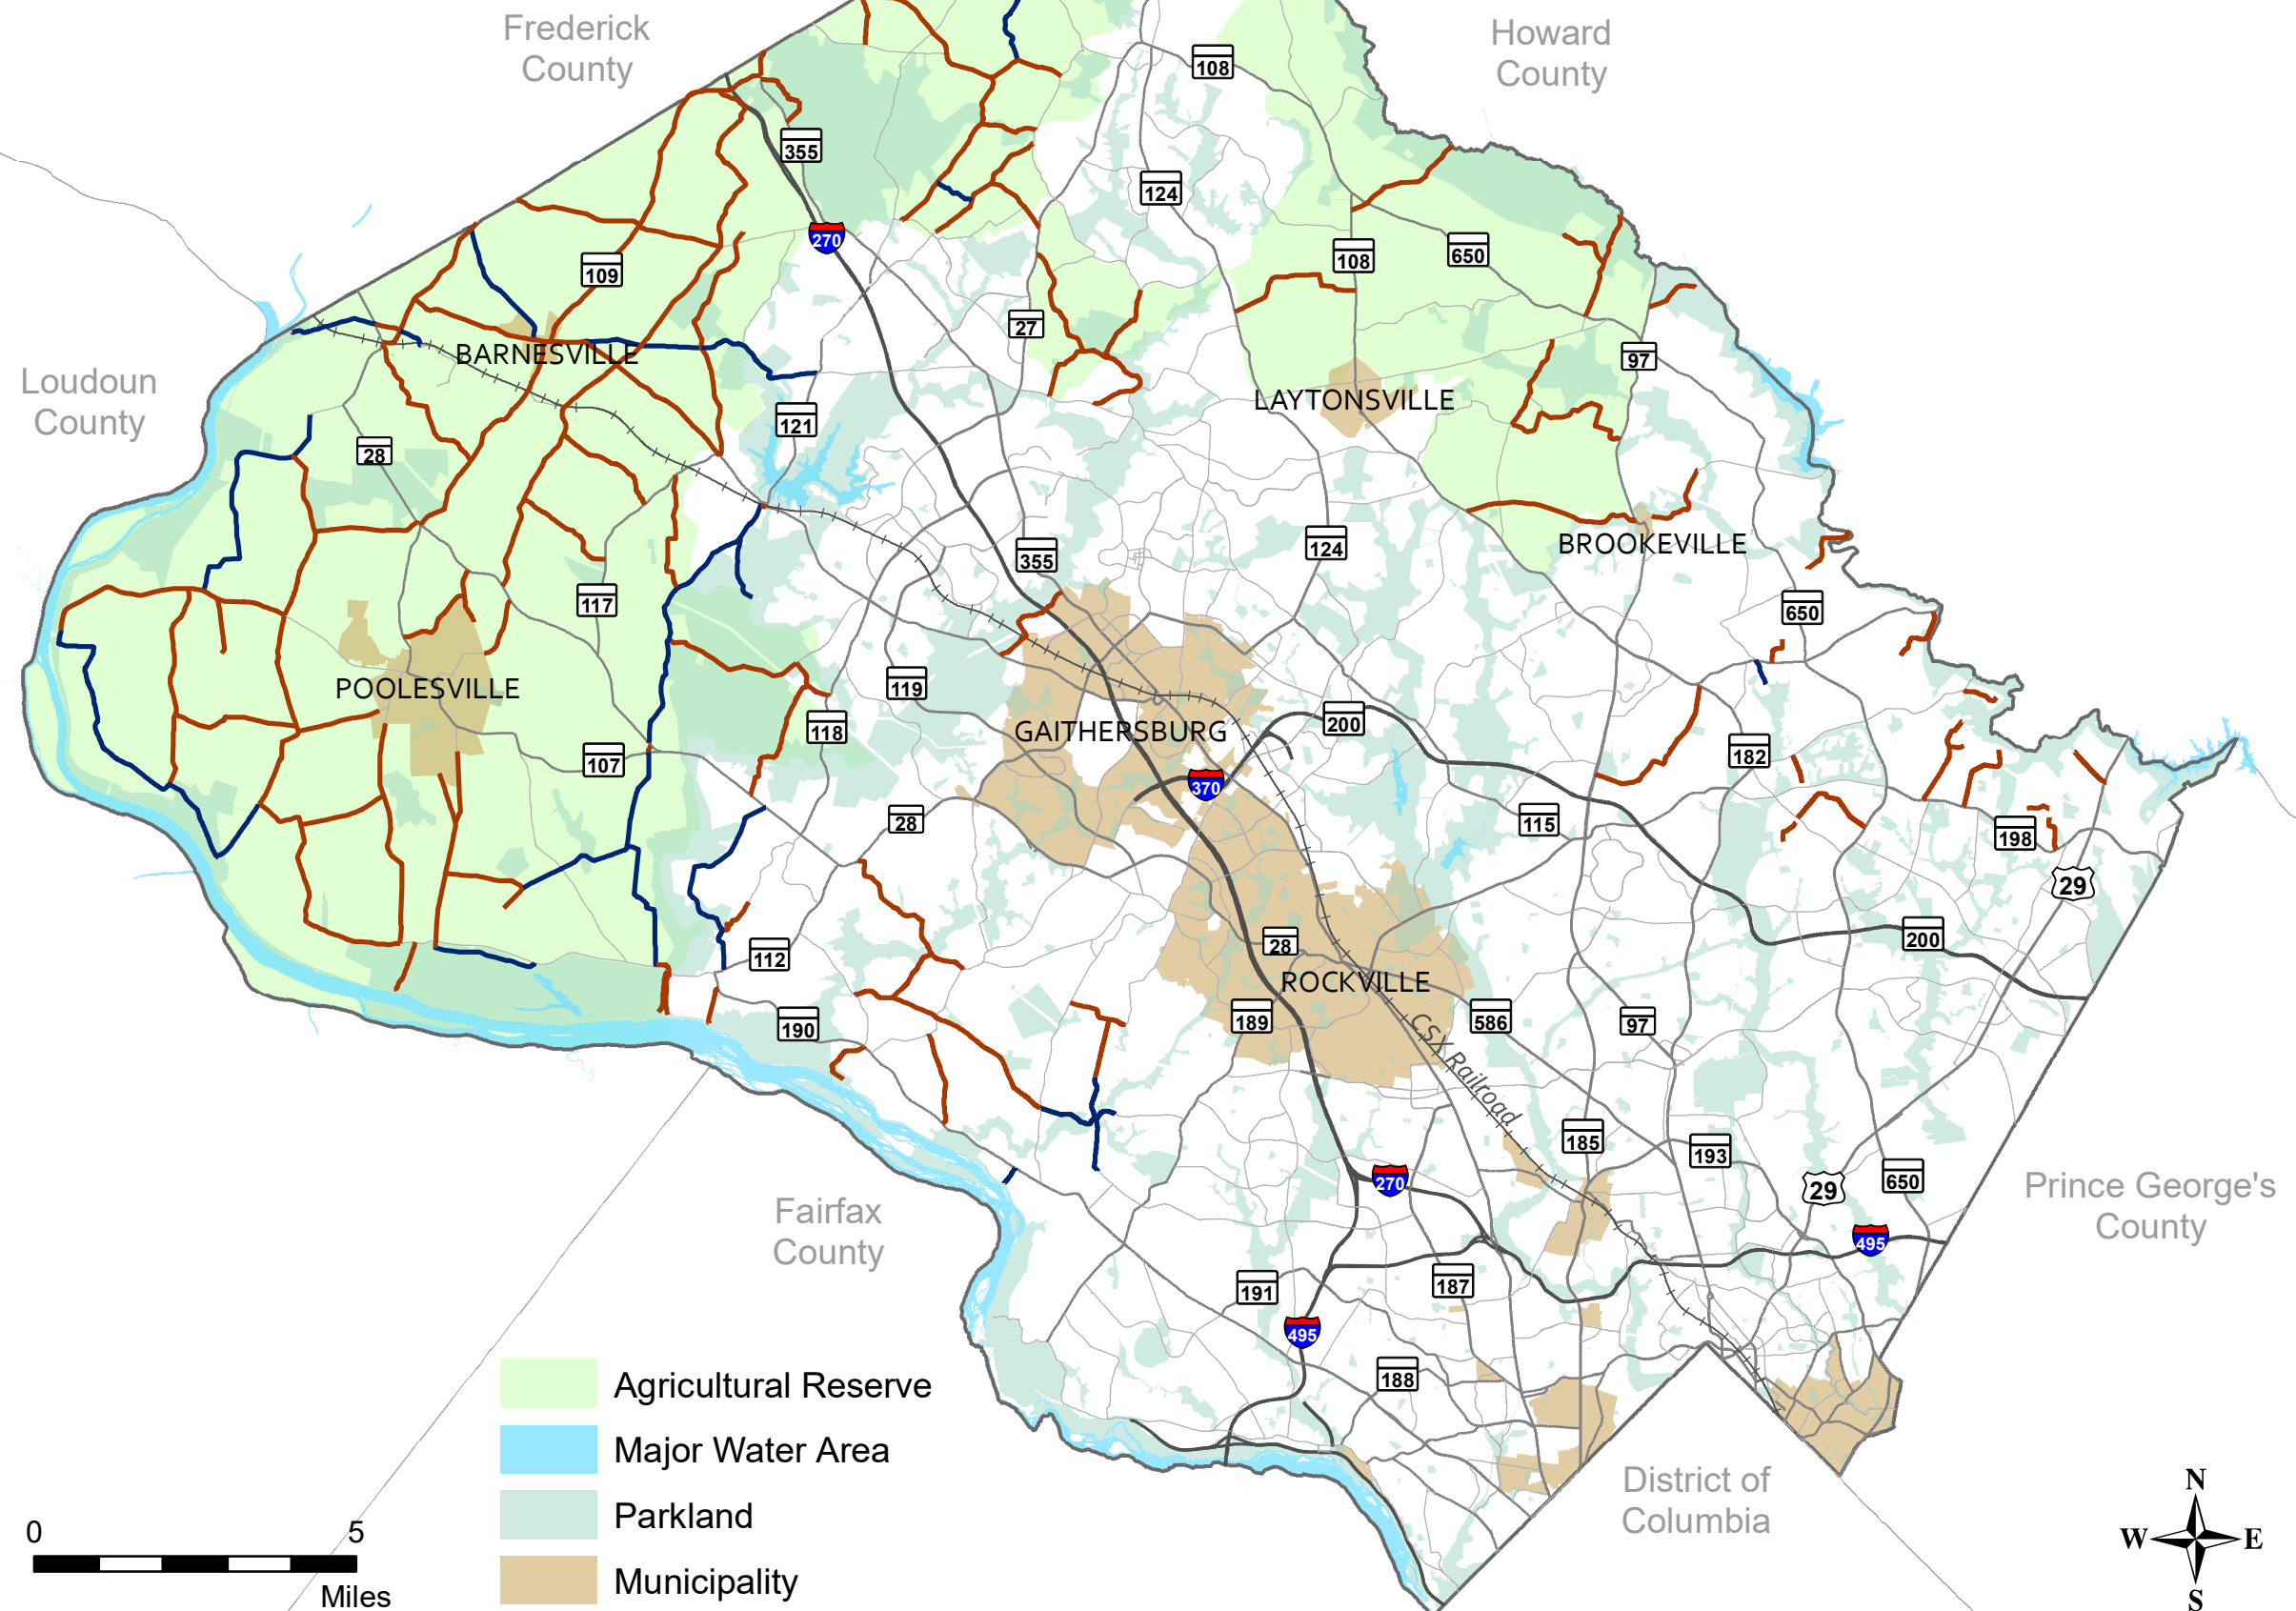 Frederick
County
Howard
County
108
355
124
270
109
108
650
27
97
BARNESVILLE
Loudoun
County
LAYTONSVILLE
121
28
355
124
BROOKEVILLE
117
650
POOLESVILLE
119
118
GAITHERSBURG
200
182
107
370
28
115
198
29
112
28
200
ROCKVILLE
190
189
586
97
CSX Railroad
185
193
270
29
650
Prince George's
County
Fairfax
County
495
191
187
495
188
Agricultural Reserve
Major Water Area
Parkland
Municipality
District of
Columbia
0
5
Miles
N
W
E
S